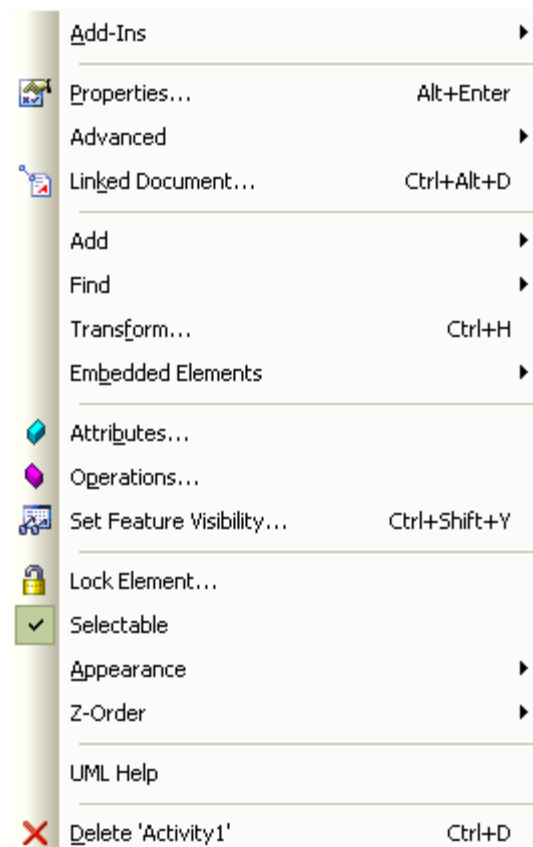 Add-Ins
Properties... Alt+Enter
Advanced
Linked Document... Ctrl+Alt+D
Add
Find
Transform... Ctrl+H
Embedded Elements
Attributes...
Operations...
Set Feature Visibility... Ctrl+Shift+Y
Lock Element...
Selectable
Appearance
Z-Order
UML Help
Delete 'Activity1' Ctrl+D